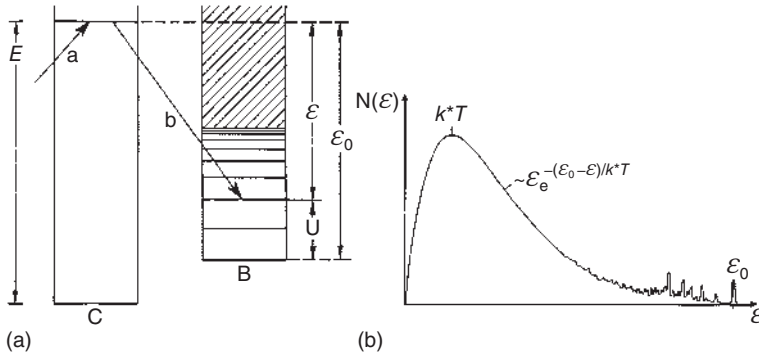 E
a
b
ℰ
ℰ₀
U
B
C
(a)
N(ℰ)
k*T
~ℰe^−(ℰ₀−ℰ)/k*T
ℰ₀
ℰ
(b)